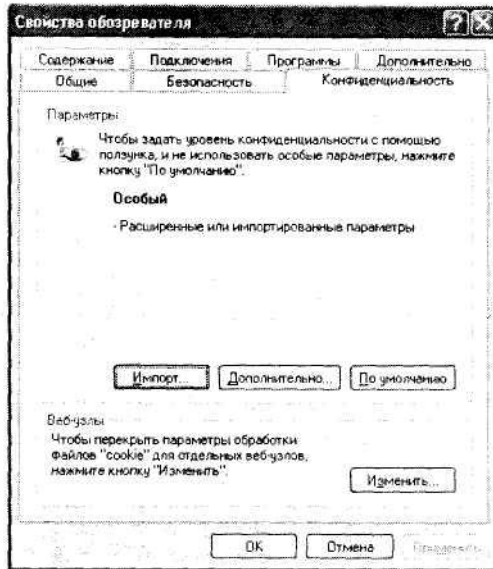 Свойства обозревателя
Содержание Подключения Программы Дополнительно
Общие Безопасность Конфиденциальность
Параметры
Чтобы задать уровень конфиденциальности с помощью
ползунка, и не использовать особые параметры, нажмите
кнопку "По умолчанию".
Особый
- Расширенные или импортированные параметры
Импорт... Дополнительно... По умолчанию
Веб-узлы
Чтобы перекрыть параметры обработки
файлов "cookie" для отдельных веб-узлов,
нажмите кнопку "Изменить".
Изменить...
OK Отмена Применить